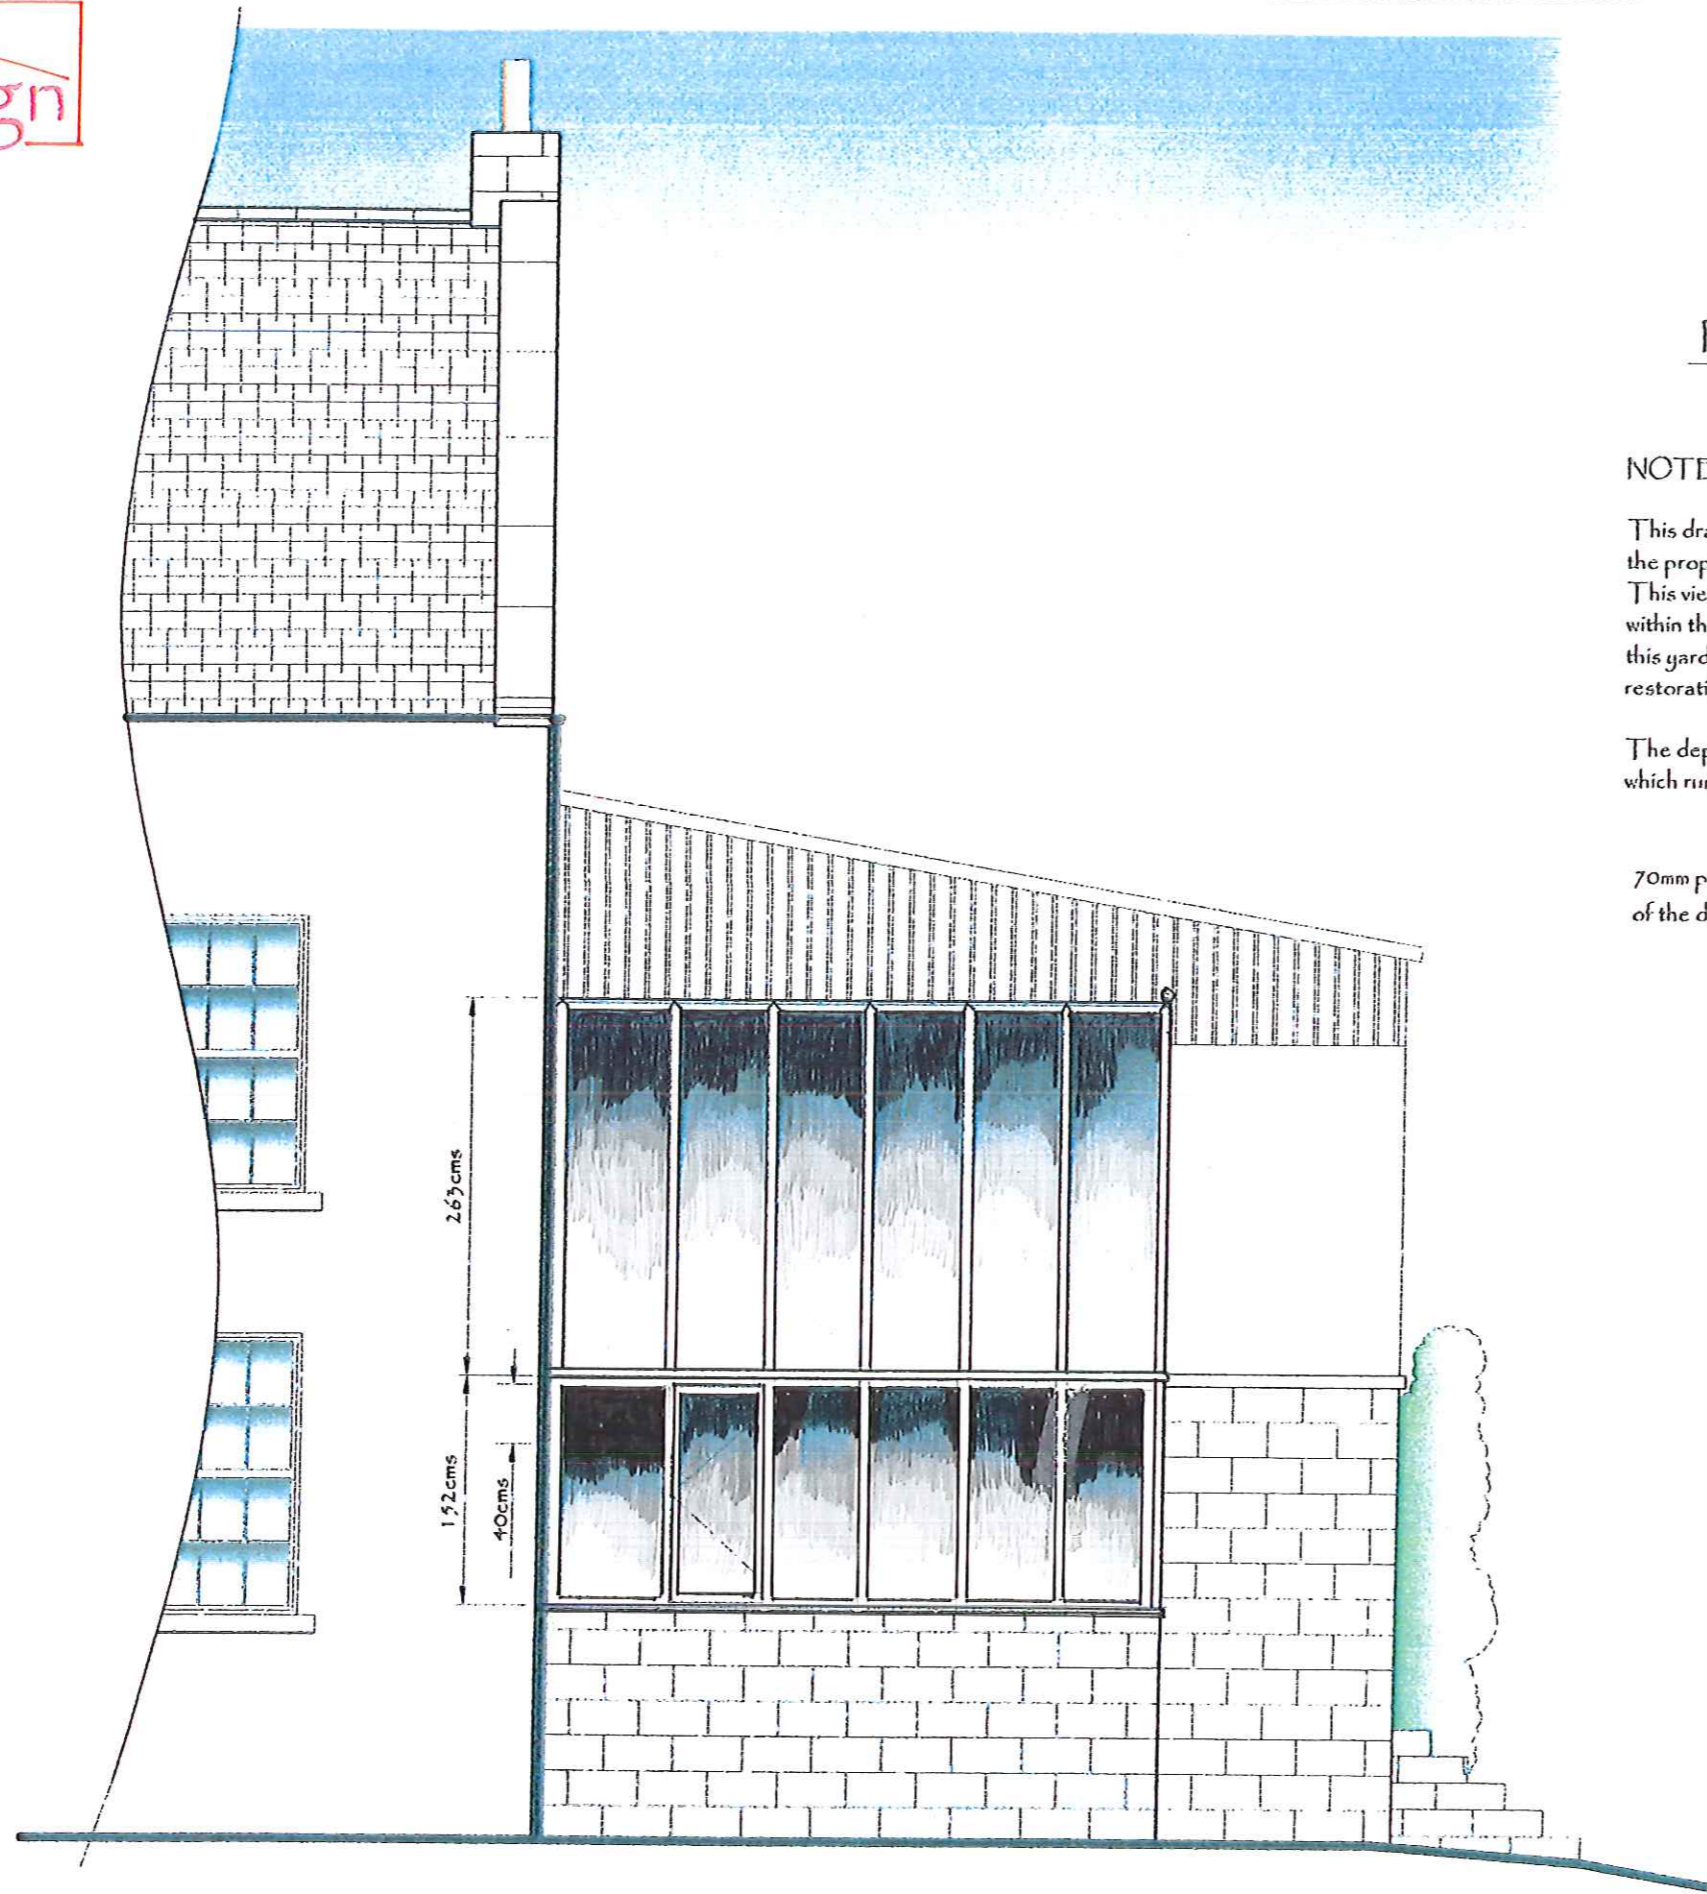 gn
NOTE
This dra
the prop
This vie
within th
this yard
restorati
The dep
which run
70mm p
of the d
263cms
152cms
40cms